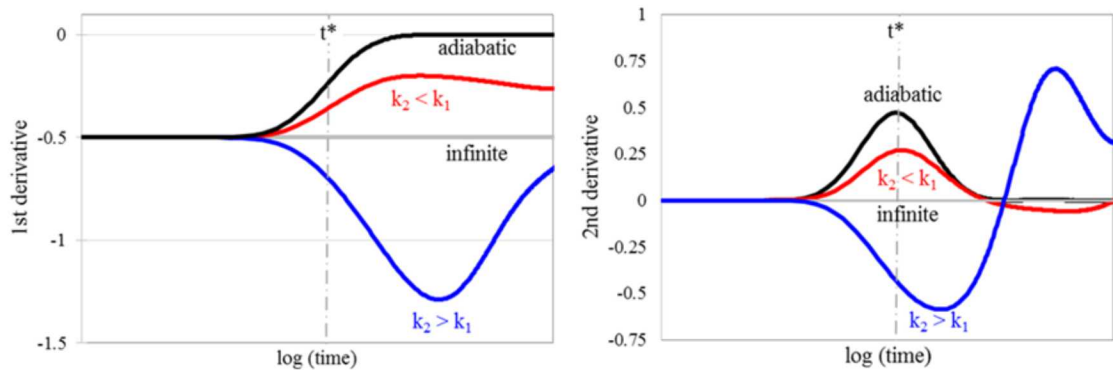 1st derivative
0
-0.5
-1
-1.5
t*
adiabatic
k₂ < k₁
infinite
k₂ > k₁
log (time)
2nd derivative
1
0.75
0.5
0.25
0
-0.25
-0.5
-0.75
t*
adiabatic
k₂ < k₁
infinite
k₂ > k₁
log (time)